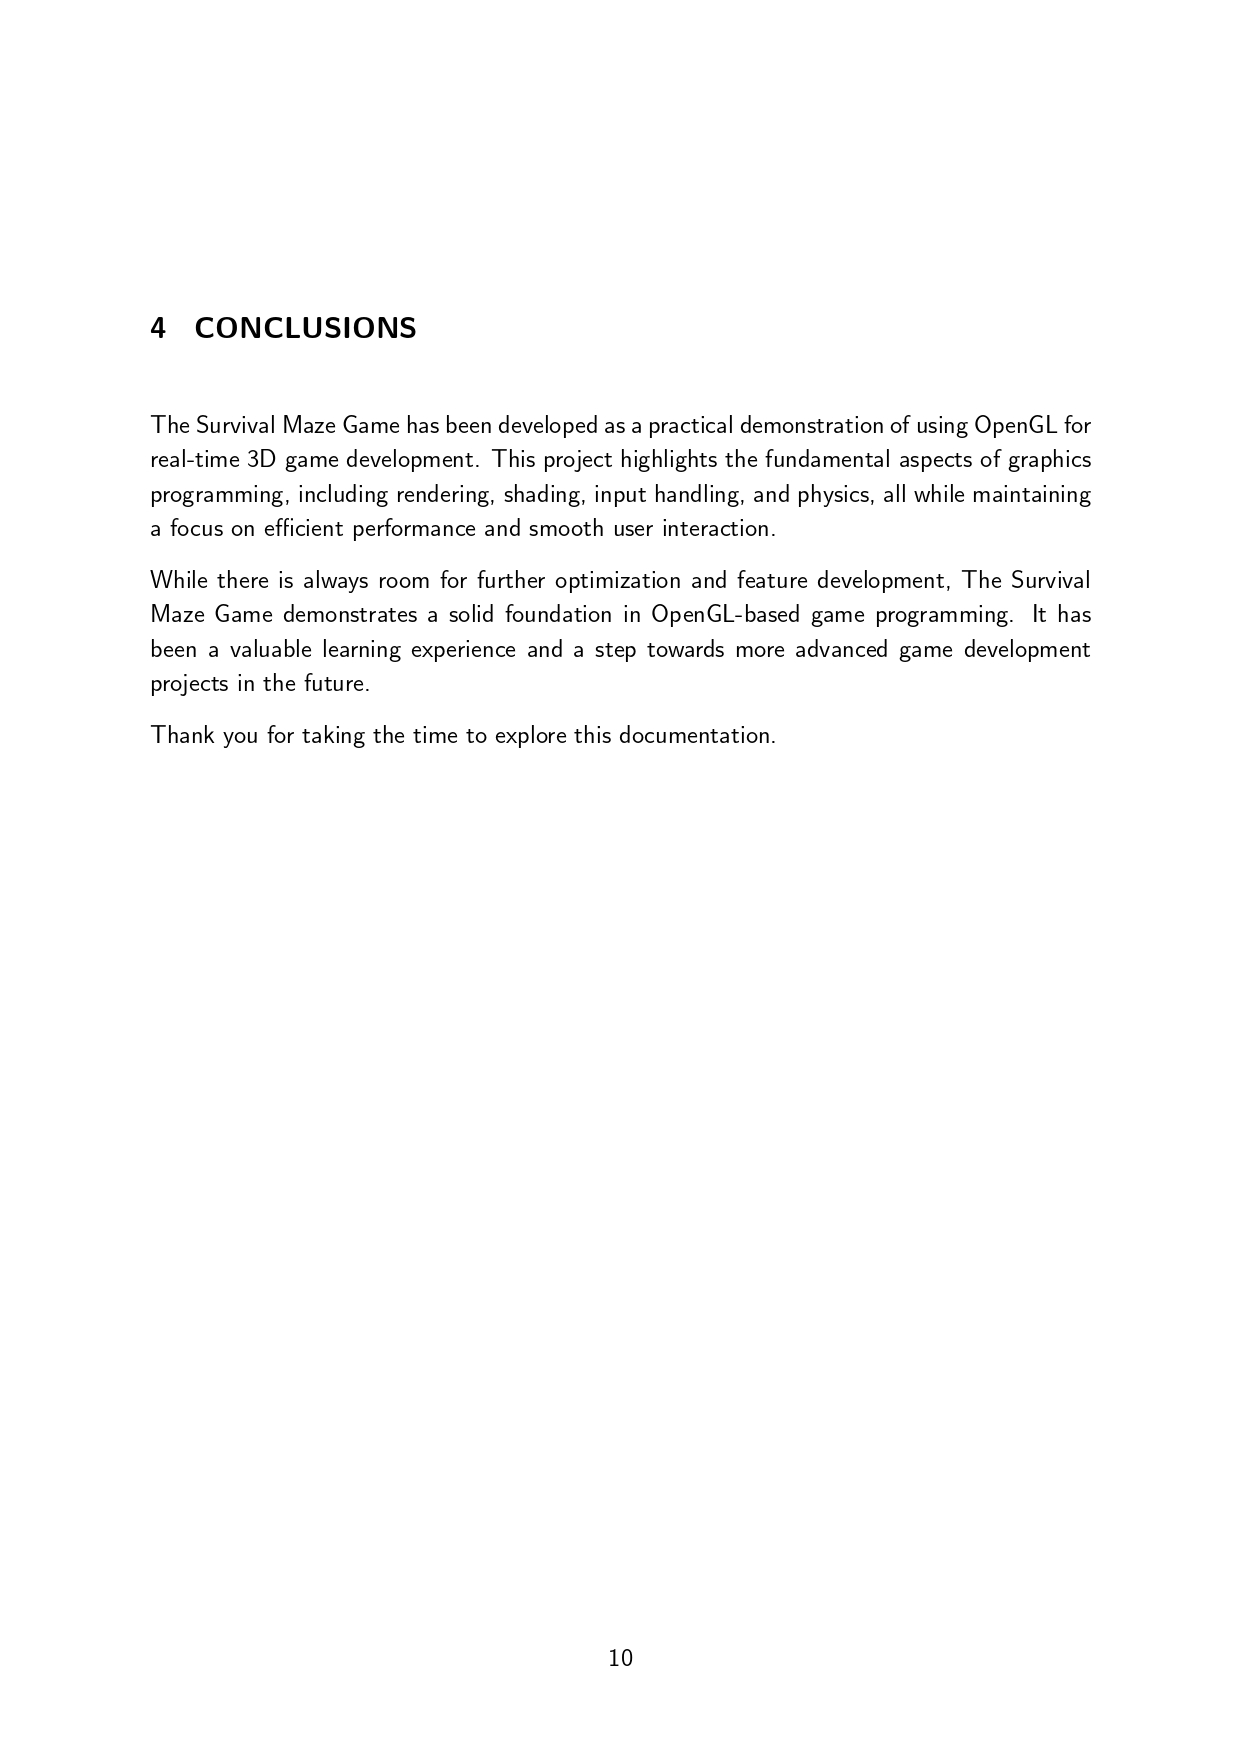 4 CONCLUSIONS
The Survival Maze Game has been developed as a practical demonstration of using OpenGL for
real-time 3D game development. This project highlights the fundamental aspects of graphics
programming, including rendering, shading, input handling, and physics, all while maintaining
a focus on efficient performance and smooth user interaction.
While there is always room for further optimization and feature development, The Survival
Maze Game demonstrates a solid foundation in OpenGL-based game programming. It has
been a valuable learning experience and a step towards more advanced game development
projects in the future.
Thank you for taking the time to explore this documentation.
10